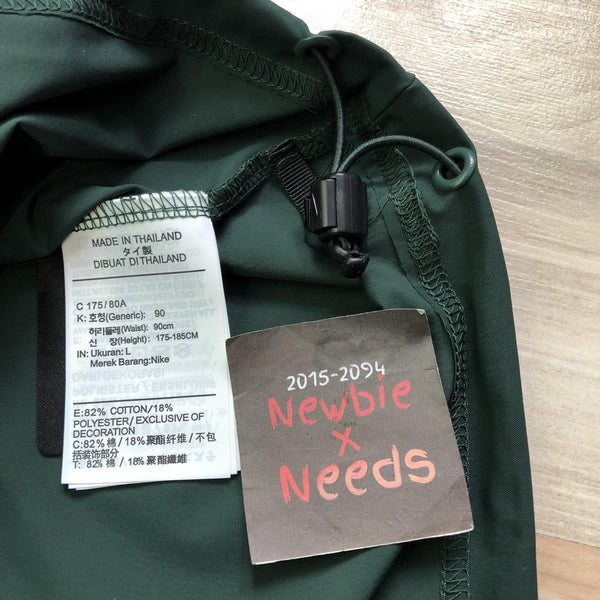 MADE IN THAILAND
タイ製
DIBUAT DI THAILAND
C 175/80A
K: 호칭(Generic): 90
허리둘레(Waist): 90cm
신 장(Height): 175-185CM
IN: Ukuran: L
Merek Barang:Nike
E:82% COTTON/18%
POLYESTER/EXCLUSIVE OF
DECORATION
C:82% 棉 / 18% 聚酯纤维 / 不包
括装饰部分
T: 82% 棉 / 18% 聚酯纖維
2015-2094
Newbie
x
Needs